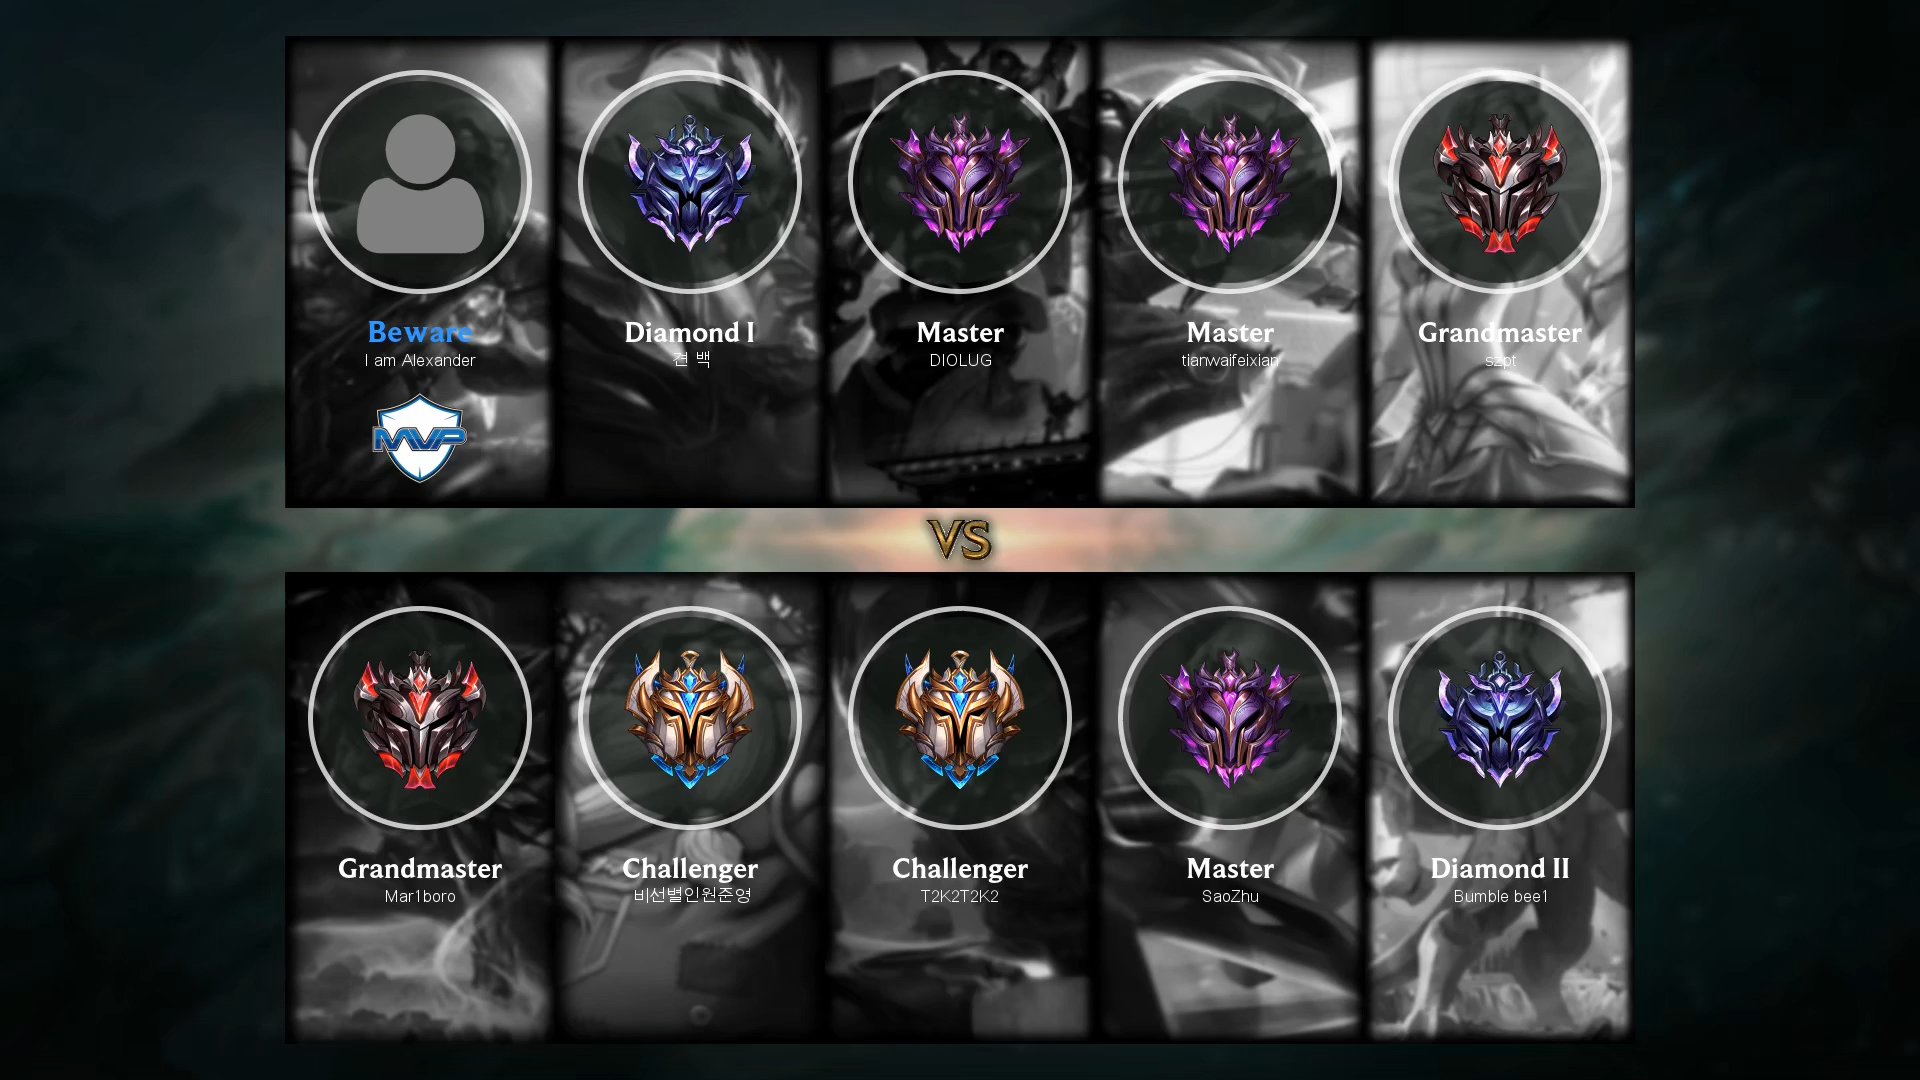 Beware
I am Alexander
MVP
Diamond I
견 백
Master
DIOLUG
Master
tianwaifeixian
Grandmaster
szpt
VS
Grandmaster
Mar1boro
Challenger
비선별인원준영
Challenger
T2K2T2K2
Master
SaoZhu
Diamond II
Bumble bee1